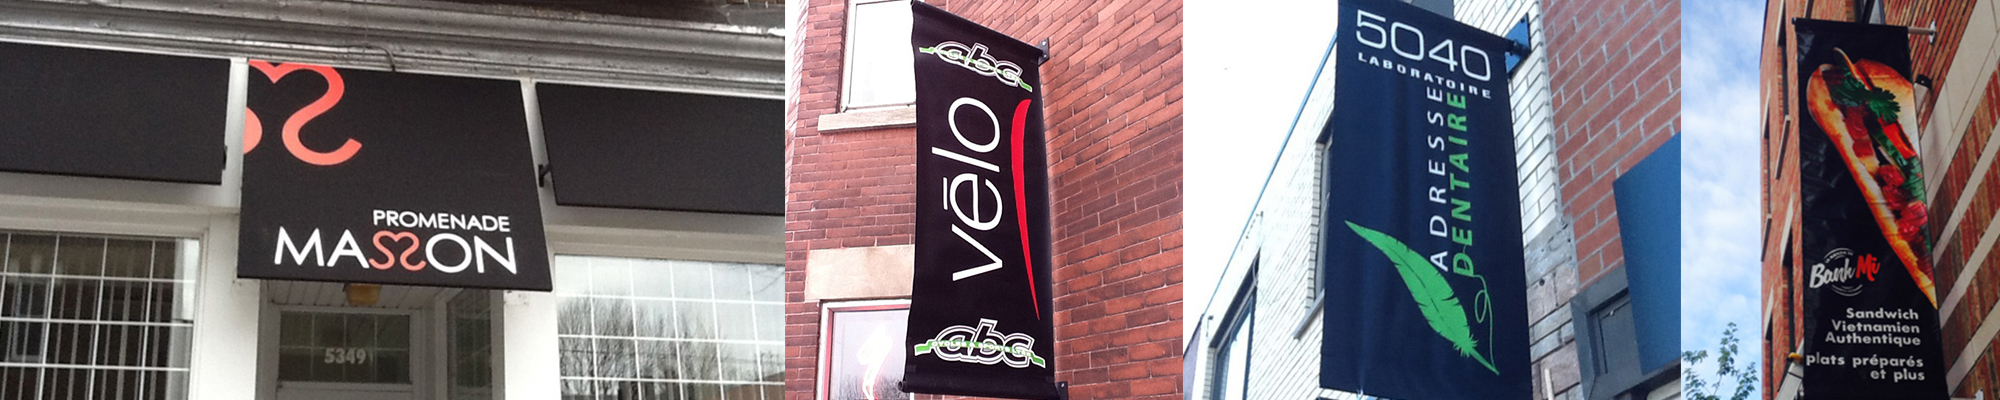 PROMENADE
MASSON
5349
abc
vēlo
abc
5040
LABORATOIRE
ADRESSE
DENTAIRE
Banh Mi
Sandwich
Vietnamien
Authentique
plats préparés
et plus